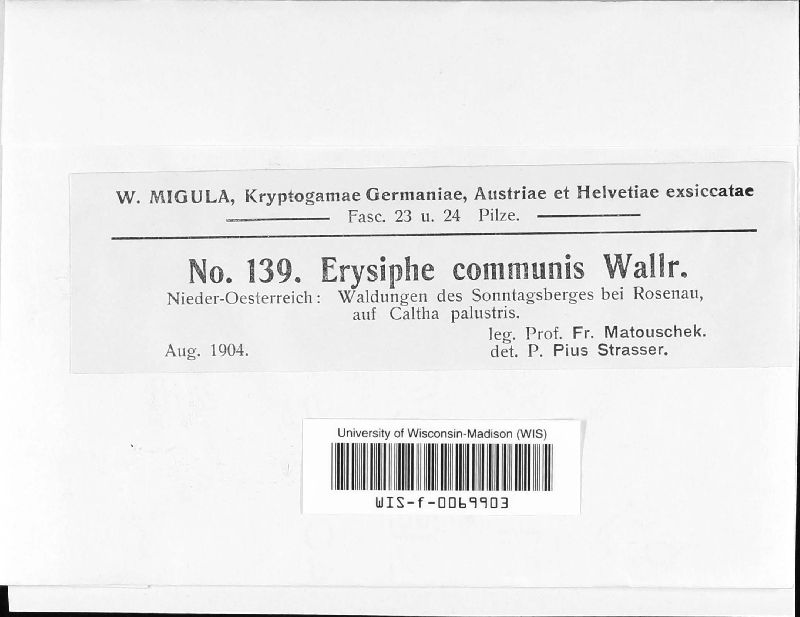 W. MIGULA, Kryptogamae Germaniae, Austriae et Helvetiae exsiccatae
Fasc. 23 u. 24 Pilze.
No. 139. Erysiphe communis Wallr.
Nieder-Oesterreich: Waldungen des Sonntagsberges bei Rosenau,
auf Caltha palustris.
leg. Prof. Fr. Matouschek.
Aug. 1904.
det. P. Pius Strasser.
University of Wisconsin-Madison (WIS)
WIS-f-0069903